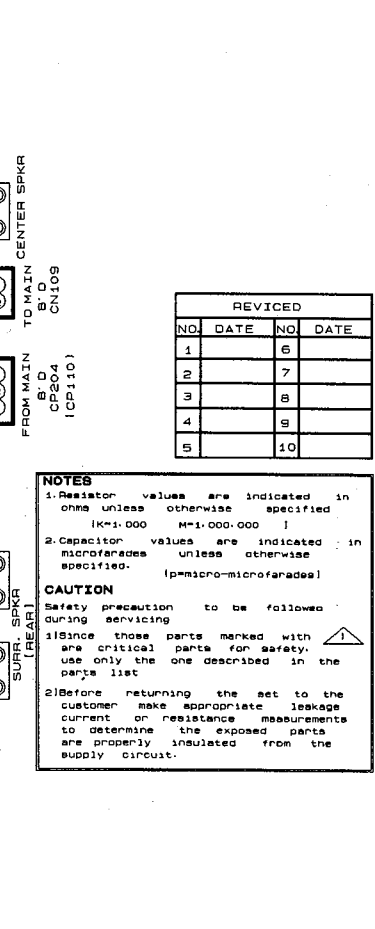 CENTER SPKR
TO MAIN
B'D
CN109
FROM MAIN
B'D
CP204
(CP110)
SURR. SPKR
(REAR)
REVICED
NO. DATE NO. DATE
1 6
2 7
3 8
4 9
5 10
NOTES
1. Resistor values are indicated in
ohms unless otherwise specified
(K=1.000 M=1.000.000 )
2. Capacitor values are indicated in
microfarades unless otherwise
specified.
(p=micro-microfarades)
CAUTION
Safety precaution to be followed
during servicing
1)Since those parts marked with !
are critical parts for safety.
use only the one described in the
parts list
2)Before returning the set to the
customer make appropriate leakage
current or resistance measurements
to determine the exposed parts
are properly insulated from the
supply circuit.